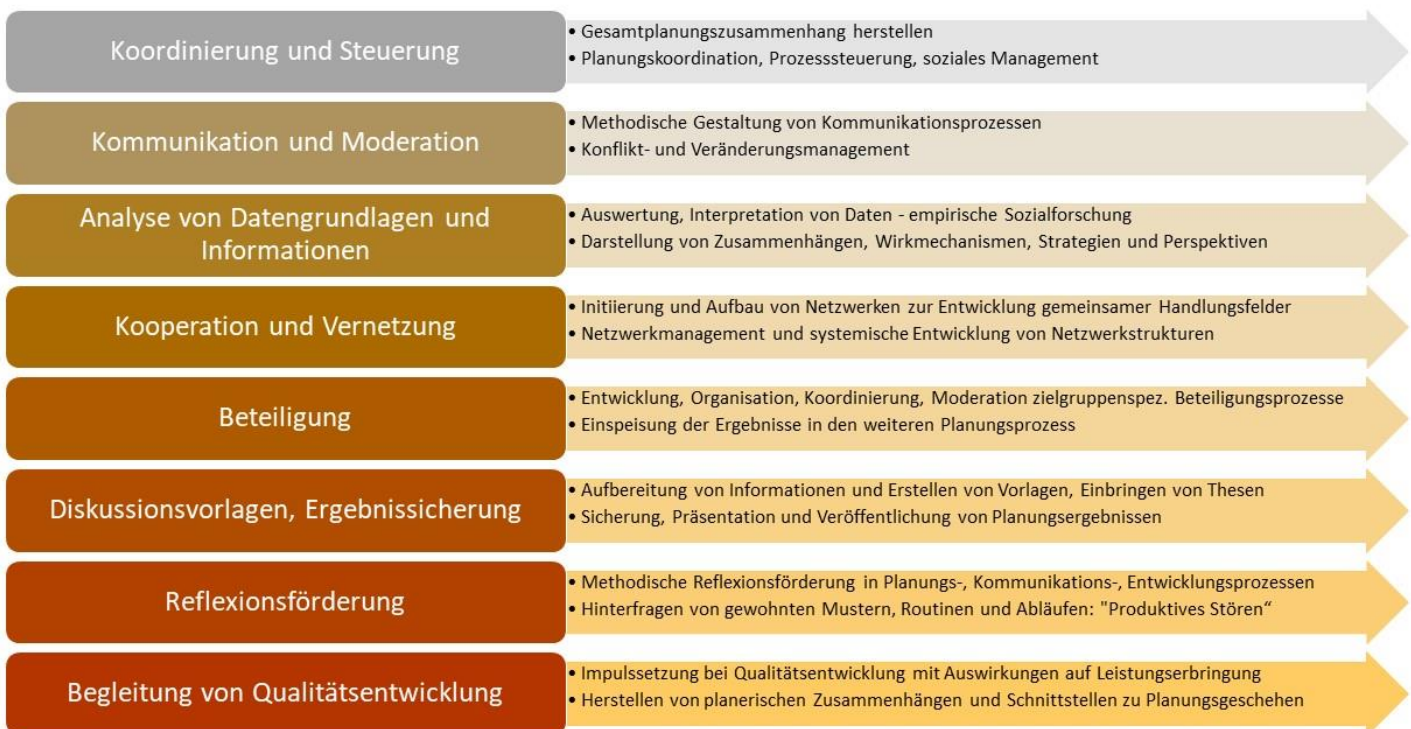 Koordinierung und Steuerung
• Gesamtplanungszusammenhang herstellen
• Planungskoordination, Prozesssteuerung, soziales Management
Kommunikation und Moderation
• Methodische Gestaltung von Kommunikationsprozessen
• Konflikt- und Veränderungsmanagement
Analyse von Datengrundlagen und
Informationen
• Auswertung, Interpretation von Daten - empirische Sozialforschung
• Darstellung von Zusammenhängen, Wirkmechanismen, Strategien und Perspektiven
Kooperation und Vernetzung
• Initiierung und Aufbau von Netzwerken zur Entwicklung gemeinsamer Handlungsfelder
• Netzwerkmanagement und systemische Entwicklung von Netzwerkstrukturen
Beteiligung
• Entwicklung, Organisation, Koordinierung, Moderation zielgruppenspez. Beteiligungsprozesse
• Einspeisung der Ergebnisse in den weiteren Planungsprozess
Diskussionsvorlagen, Ergebnissicherung
• Aufbereitung von Informationen und Erstellen von Vorlagen, Einbringen von Thesen
• Sicherung, Präsentation und Veröffentlichung von Planungsergebnissen
Reflexionsförderung
• Methodische Reflexionsförderung in Planungs-, Kommunikations-, Entwicklungsprozessen
• Hinterfragen von gewohnten Mustern, Routinen und Abläufen: "Produktives Stören“
Begleitung von Qualitätsentwicklung
• Impulssetzung bei Qualitätsentwicklung mit Auswirkungen auf Leistungserbringung
• Herstellen von planerischen Zusammenhängen und Schnittstellen zu Planungsgeschehen